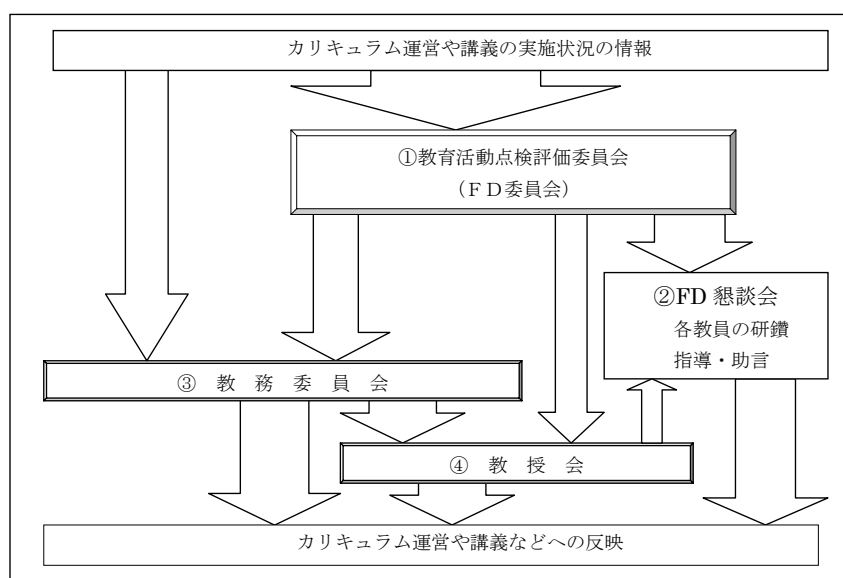 カリキュラム運営や講義の実施状況の情報
①教育活動点検評価委員会
(ＦＤ委員会)
②FD 懇談会
各教員の研鑽
指導・助言
③ 教 務 委 員 会
④ 教 授 会
カリキュラム運営や講義などへの反映